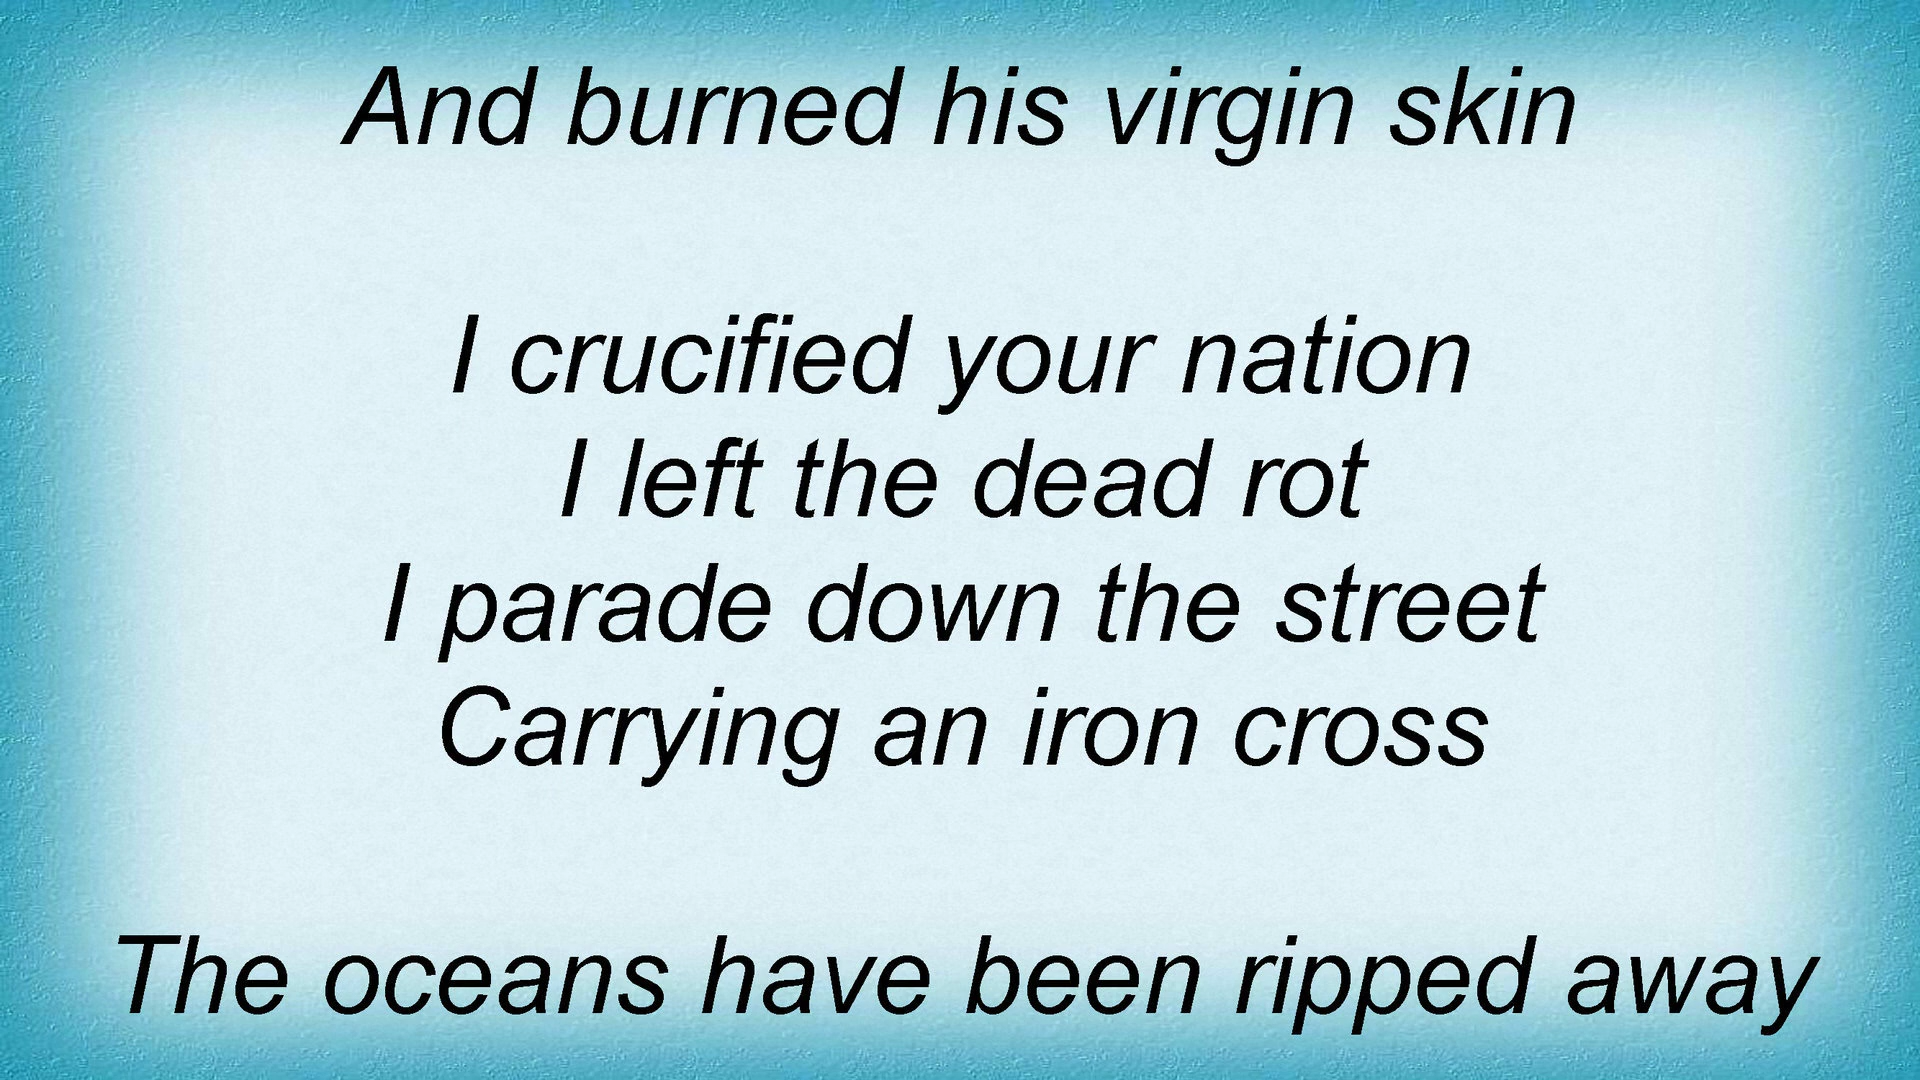 And burned his virgin skin
I crucified your nation
I left the dead rot
I parade down the street
Carrying an iron cross
The oceans have been ripped away